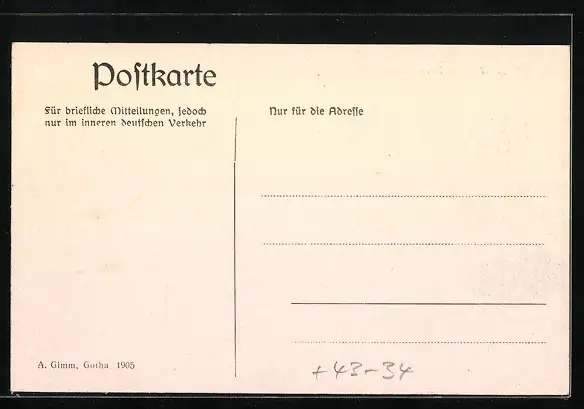 Postkarte
Für briefliche Mitteilungen, jedoch
nur im inneren deutschen Verkehr
Nur für die Adresse
A. Gimm, Gotha 1905
+43-34